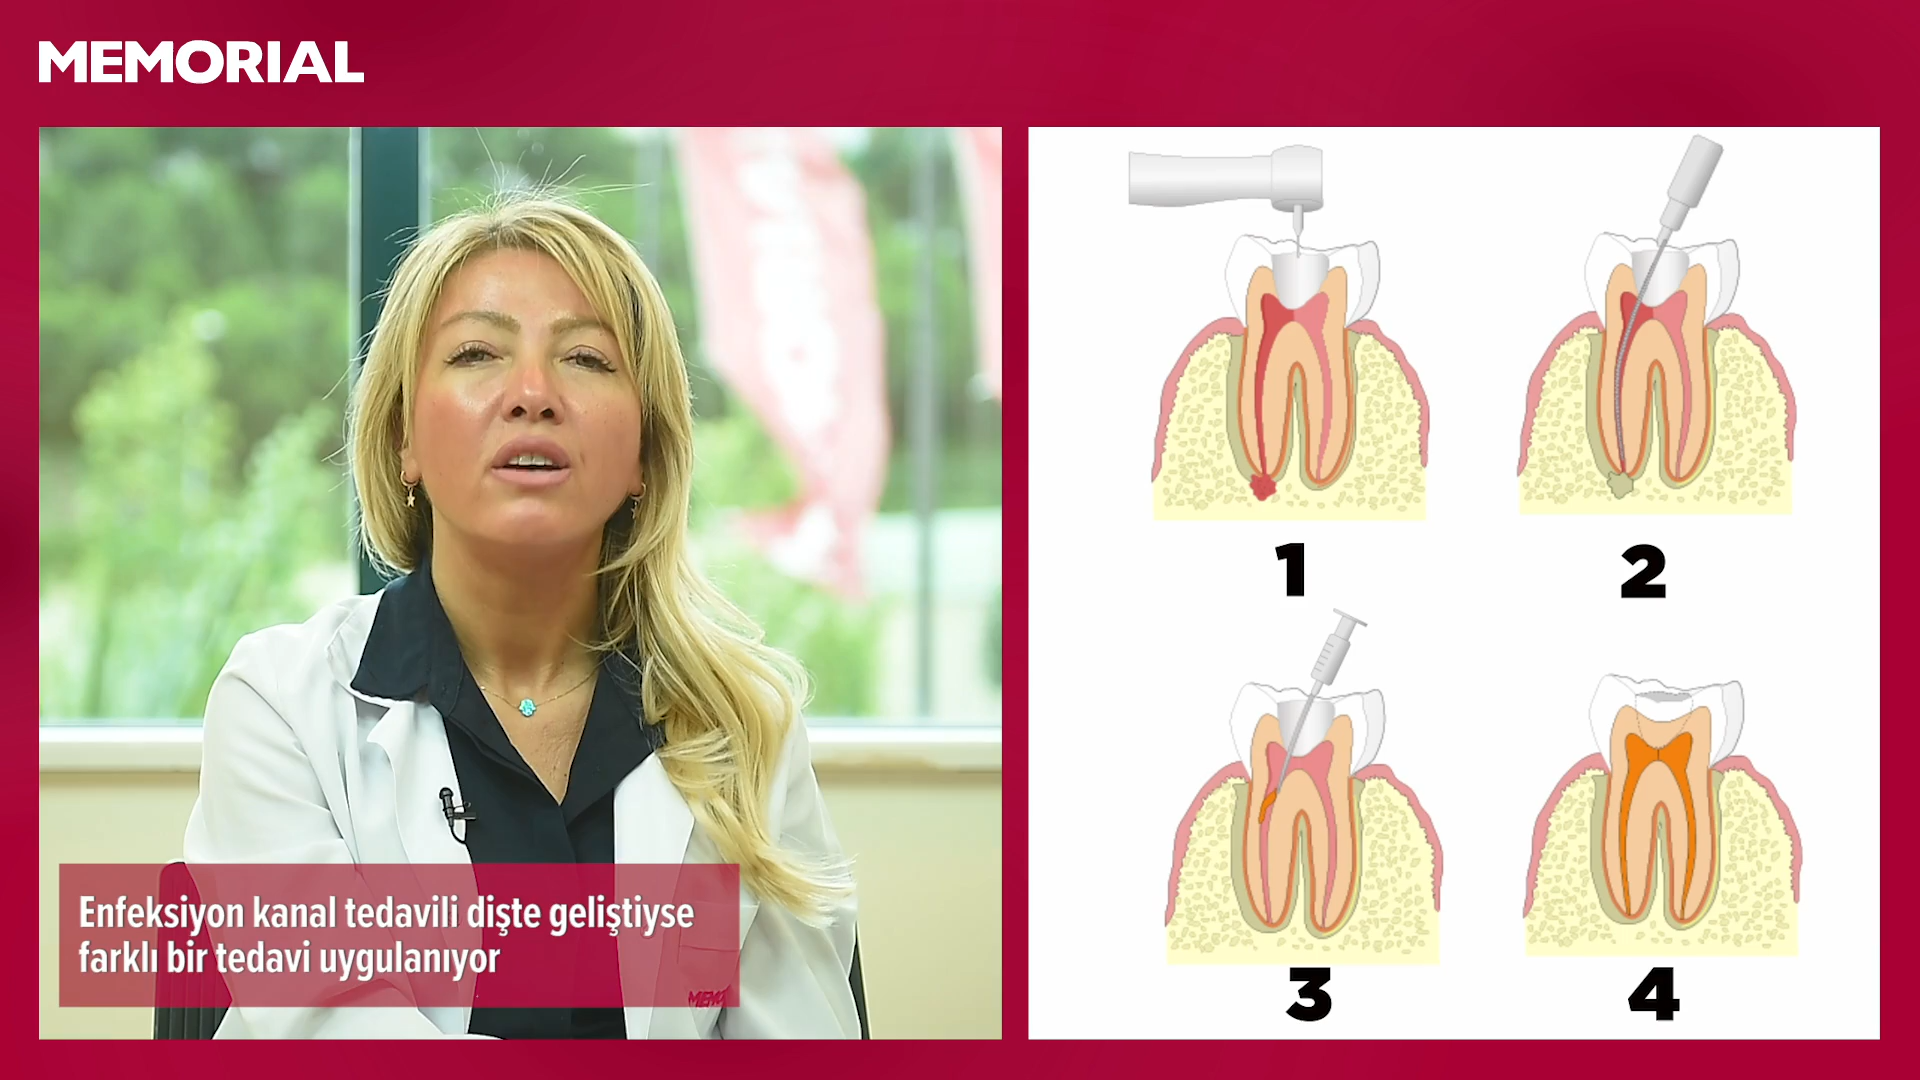 MEMORIAL
Enfeksiyon kanal tedavili dişte geliştiyse
farklı bir tedavi uygulanıyor
1
2
3
4